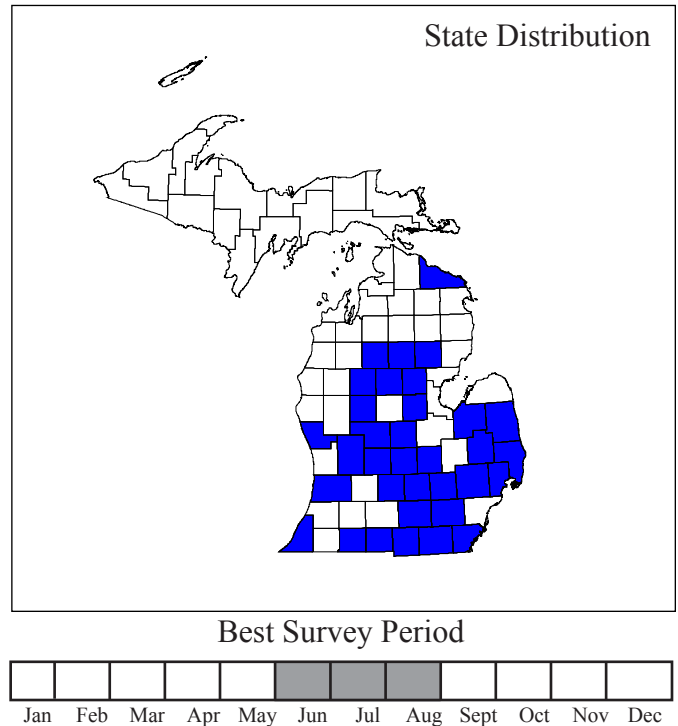 State Distribution
Best Survey Period
Jan Feb Mar Apr May Jun Jul Aug Sept Oct Nov Dec